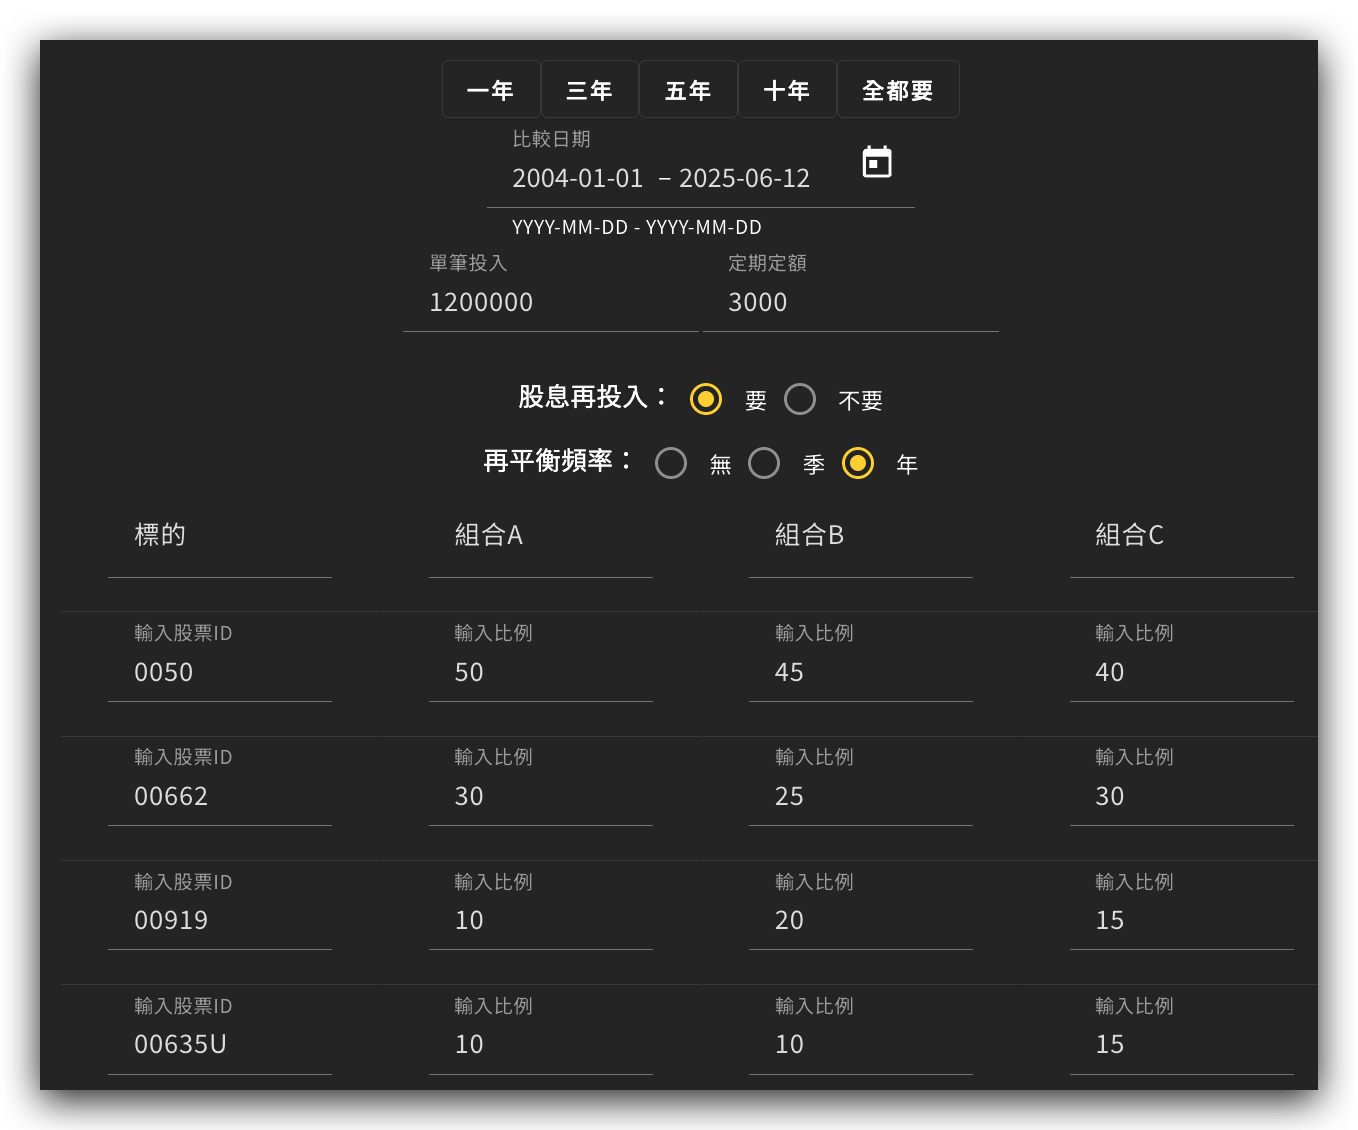 一年 三年 五年 十年 全都要
比較日期
2004-01-01 – 2025-06-12
YYYY-MM-DD - YYYY-MM-DD
單筆投入 定期定額
1200000 3000
股息再投入： 要 不要
再平衡頻率： 無 季 年
標的 組合A 組合B 組合C
輸入股票ID 輸入比例 輸入比例 輸入比例
0050 50 45 40
輸入股票ID 輸入比例 輸入比例 輸入比例
00662 30 25 30
輸入股票ID 輸入比例 輸入比例 輸入比例
00919 10 20 15
輸入股票ID 輸入比例 輸入比例 輸入比例
00635U 10 10 15